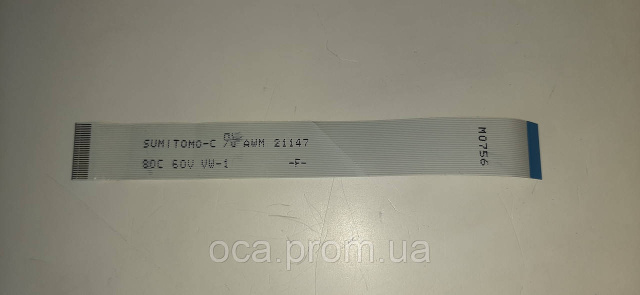 SUMITOMO-C AWM 21147
80C 60V VW-1 -F-
M0756
oca.prom.ua